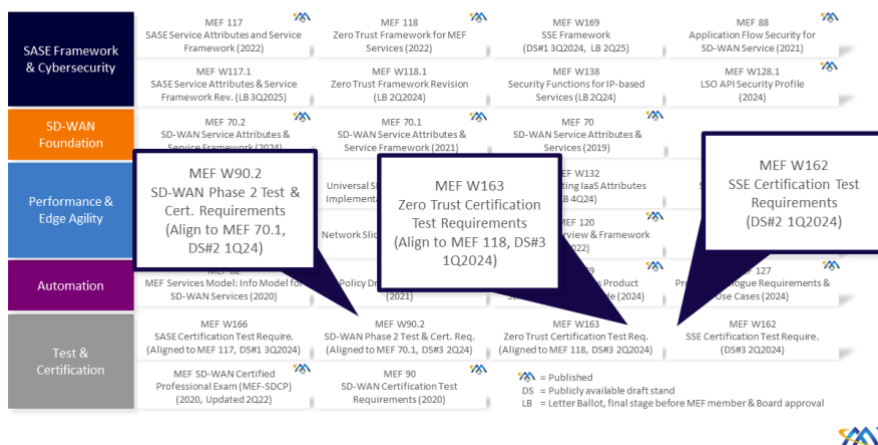 SASE Framework
& Cybersecurity
MEF 117
SASE Service Attributes and Service
Framework (2022)
MEF 118
Zero Trust Framework for MEF
Services (2022)
MEF W169
SSE Framework
(DS#1 3Q2024, LB 2Q25)
MEF 88
Application Flow Security for
SD-WAN Service (2021)
MEF W117.1
SASE Service Attributes & Service
Framework Rev. (LB 3Q2025)
MEF W118.1
Zero Trust Framework Revision
(LB 2Q2024)
MEF W138
Security Functions for IP-based
Services (LB 2Q24)
MEF W128.1
LSO API Security Profile
(2024)
SD-WAN
Foundation
MEF 70.2
SD-WAN Service Attributes &
Service Framework (2024)
MEF 70.1
SD-WAN Service Attributes &
Service Framework (2021)
MEF 70
SD-WAN Service Attributes &
Services (2019)
Performance &
Edge Agility
MEF W90.2
SD-WAN Phase 2 Test &
Cert. Requirements
(Align to MEF 70.1,
DS#2 1Q24)
Universal
MEF W163
Zero Trust Certification
Test Requirements
(Align to MEF 118, DS#3
1Q2024)
MEF W132
IaaS Attributes
4Q24)
MEF W162
SSE Certification Test
Requirements
(DS#2 1Q2024)
Network
MEF 120
& Framework
Automation
MEF Services Model: Info Model for
SD-WAN Services (2020)
Policy
(2021)
Product
(2024)
MEF 127
Requirements &
Use Cases (2024)
Test &
Certification
MEF W166
SASE Certification Test Require.
(Aligned to MEF 117, DS#1 3Q2024)
MEF W90.2
SD-WAN Phase 2 Test & Cert. Req.
(Aligned to MEF 70.1, DS#3 2Q24)
MEF W163
Zero Trust Certification Test Req.
(Aligned to MEF 118, DS#3 2Q2024)
MEF W162
SSE Certification Test Require.
(DS#3 2Q2024)
MEF SD-WAN Certified
Professional Exam (MEF-SDCP)
(2020, Updated 2Q22)
MEF 90
SD-WAN Certification Test
Requirements (2020)
= Published
DS = Publicly available draft stand
LB = Letter Ballot, final stage before MEF member & Board approval